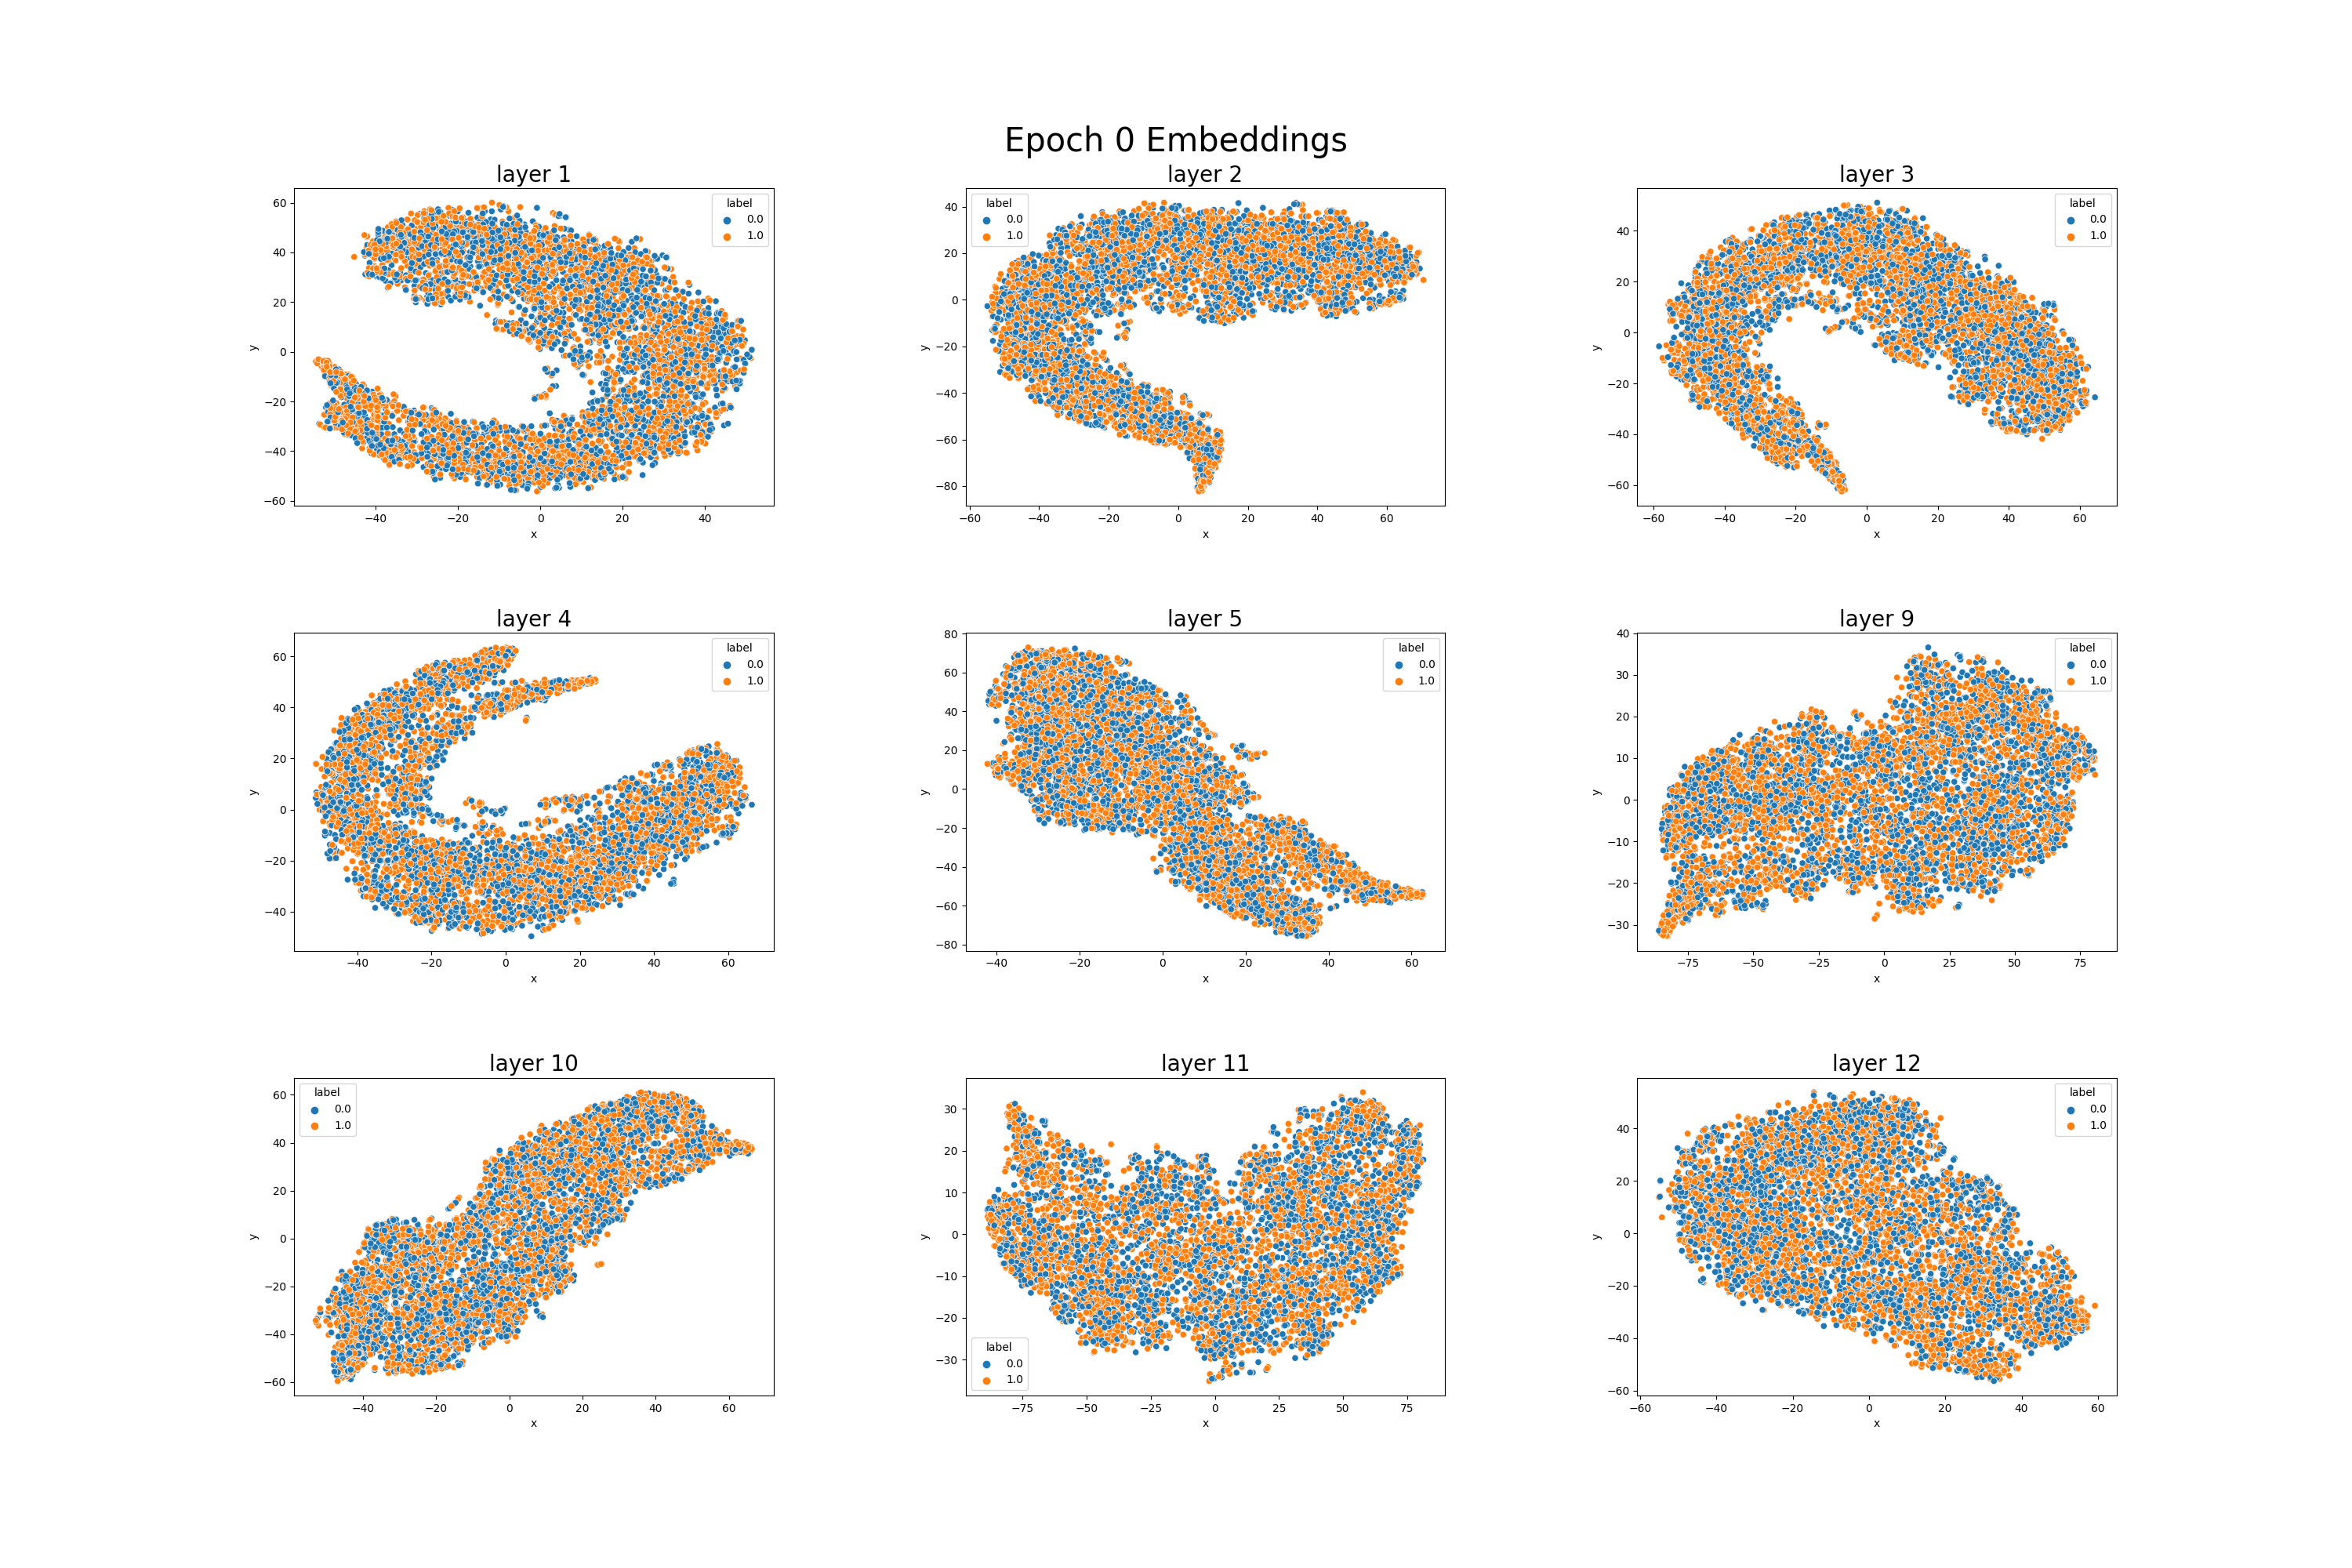 Epoch 0 Embeddings
layer 1
label
0.0
1.0
60
40
20
0
−20
−40
−60
y
−40 −20 0 20 40
x
layer 2
label
0.0
1.0
40
20
0
−20
−40
−60
−80
y
−60 −40 −20 0 20 40 60
x
layer 3
label
0.0
1.0
40
20
0
−20
−40
−60
y
−60 −40 −20 0 20 40 60
x
layer 4
label
0.0
1.0
60
40
20
0
−20
−40
y
−40 −20 0 20 40 60
x
layer 5
label
0.0
1.0
80
60
40
20
0
−20
−40
−60
−80
y
−40 −20 0 20 40 60
x
layer 9
label
0.0
1.0
40
30
20
10
0
−10
−20
−30
y
−75 −50 −25 0 25 50 75
x
layer 10
label
0.0
1.0
60
40
20
0
−20
−40
−60
y
−40 −20 0 20 40 60
x
layer 11
30
20
10
0
−10
−20
−30
y
label
0.0
1.0
−75 −50 −25 0 25 50 75
x
layer 12
label
0.0
1.0
40
20
0
−20
−40
−60
y
−60 −40 −20 0 20 40 60
x